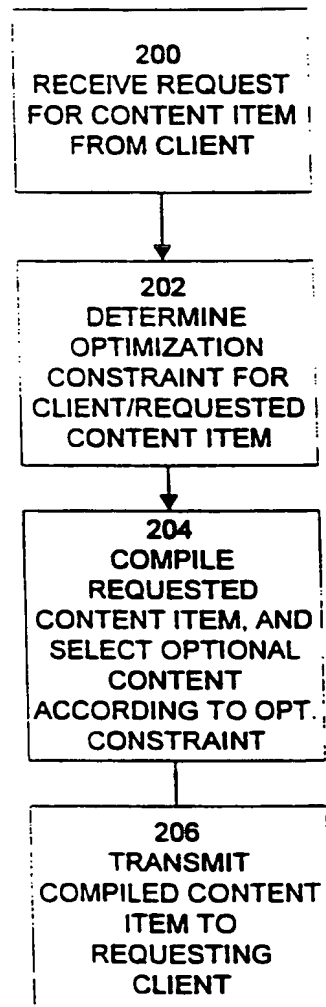 200
RECEIVE REQUEST
FOR CONTENT ITEM
FROM CLIENT
202
DETERMINE
OPTIMIZATION
CONSTRAINT FOR
CLIENT/REQUESTED
CONTENT ITEM
204
COMPILE
REQUESTED
CONTENT ITEM, AND
SELECT OPTIONAL
CONTENT
ACCORDING TO OPT.
CONSTRAINT
206
TRANSMIT
COMPILED CONTENT
ITEM TO
REQUESTING
CLIENT